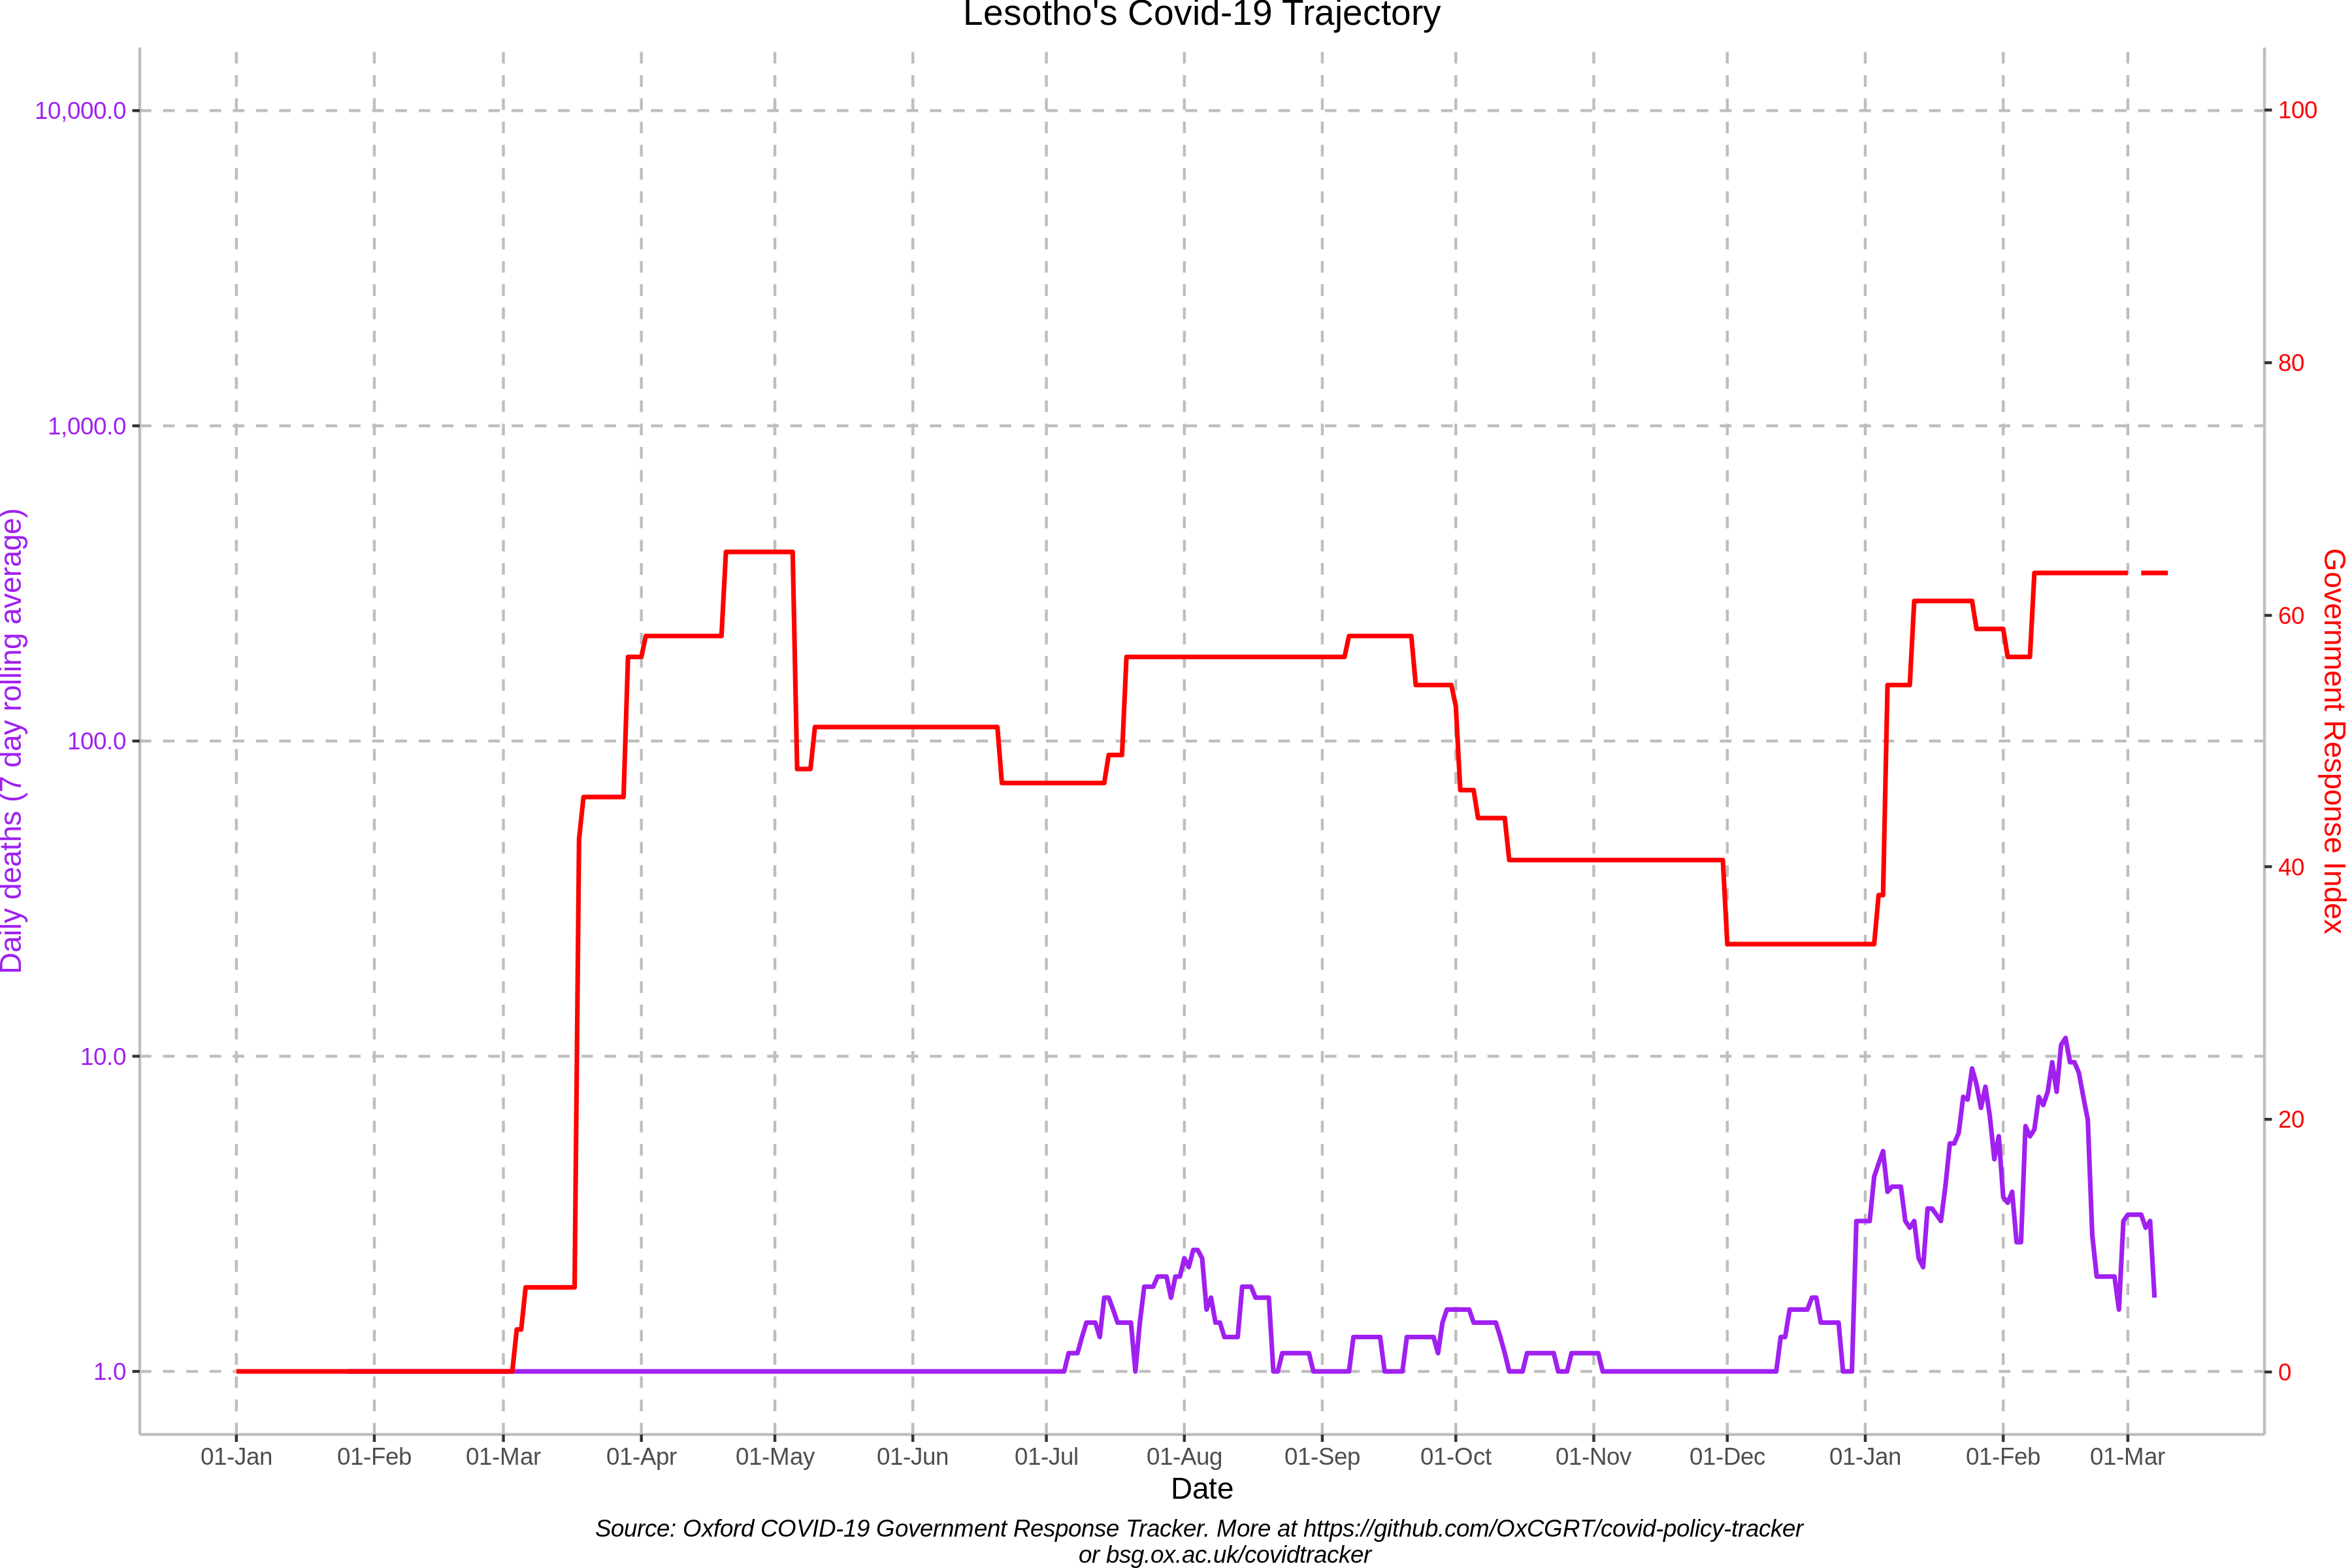 Lesotho's Covid-19 Trajectory
10,000.0
1,000.0
100.0
10.0
1.0
Daily deaths (7 day rolling average)
100
80
60
40
20
0
Government Response Index
01-Jan 01-Feb 01-Mar 01-Apr 01-May 01-Jun 01-Jul 01-Aug 01-Sep 01-Oct 01-Nov 01-Dec 01-Jan 01-Feb 01-Mar
Date
Source: Oxford COVID-19 Government Response Tracker. More at https://github.com/OxCGRT/covid-policy-tracker
or bsg.ox.ac.uk/covidtracker